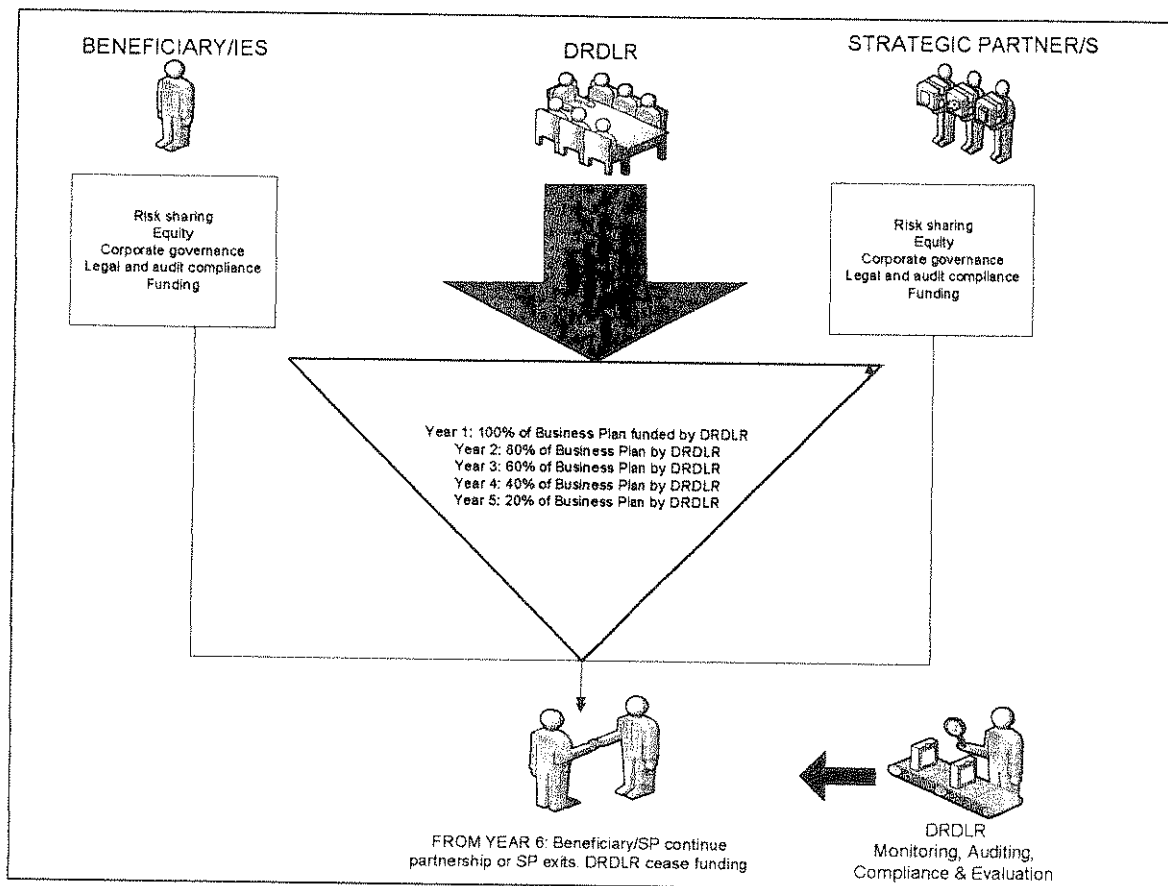 BENEFICIARY/IES
DRDLR
STRATEGIC PARTNER/S
Risk sharing
Equity
Corporate governance
Legal and audit compliance
Funding
Risk sharing
Equity
Corporate governance
Legal and audit compliance
Funding
Year 1: 100% of Business Plan funded by DRDLR
Year 2: 80% of Business Plan by DRDLR
Year 3: 60% of Business Plan by DRDLR
Year 4: 40% of Business Plan by DRDLR
Year 5: 20% of Business Plan by DRDLR
FROM YEAR 6: Beneficiary/SP continue
partnership or SP exits. DRDLR cease funding
DRDLR
Monitoring, Auditing,
Compliance & Evaluation